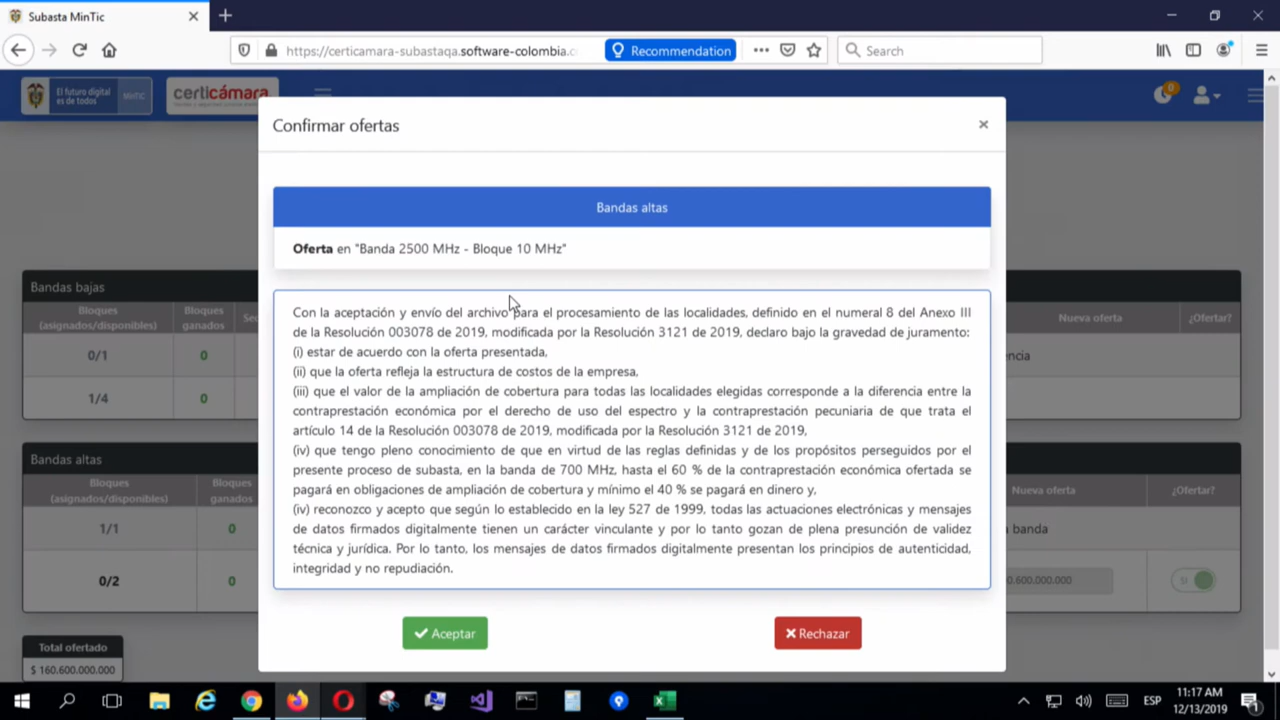 Subasta MinTic
https://certicamara-subastaqa.software-colombia.c
Recommendation
Search
El futuro digital
es de todos
MinTIC
certicámara.
0
Confirmar ofertas
×
Bandas altas
Oferta en "Banda 2500 MHz - Bloque 10 MHz"
Con la aceptación y envío del archivo para el procesamiento de las localidades, definido en el numeral 8 del Anexo III
de la Resolución 003078 de 2019, modificada por la Resolución 3121 de 2019, declaro bajo la gravedad de juramento:
(i) estar de acuerdo con la oferta presentada,
(ii) que la oferta refleja la estructura de costos de la empresa,
(iii) que el valor de la ampliación de cobertura para todas las localidades elegidas corresponde a la diferencia entre la
contraprestación económica por el derecho de uso del espectro y la contraprestación pecuniaria de que trata el
artículo 14 de la Resolución 003078 de 2019, modificada por la Resolución 3121 de 2019,
(iv) que tengo pleno conocimiento de que en virtud de las reglas definidas y de los propósitos perseguidos por el
presente proceso de subasta, en la banda de 700 MHz, hasta el 60 % de la contraprestación económica ofertada se
pagará en obligaciones de ampliación de cobertura y mínimo el 40 % se pagará en dinero y,
(iv) reconozco y acepto que según lo establecido en la ley 527 de 1999, todas las actuaciones electrónicas y mensajes
de datos firmados digitalmente tienen un carácter vinculante y por lo tanto gozan de plena presunción de validez
técnica y jurídica. Por lo tanto, los mensajes de datos firmados digitalmente presentan los principios de autenticidad,
integridad y no repudiación.
Aceptar
Rechazar
Bandas bajas
Bloques
(asignados/disponibles)
Bloques
ganados
Sec
Nueva oferta
¿Ofertar?
0/1
0
encia
1/4
0
Bandas altas
Bloques
(asignados/disponibles)
Bloques
ganados
Nueva oferta
¿Ofertar?
1/1
0
banda
0/2
0
0.600.000.000
SI
Total ofertado
$ 160.600.000.000
ESP
11:17 AM
12/13/2019
1